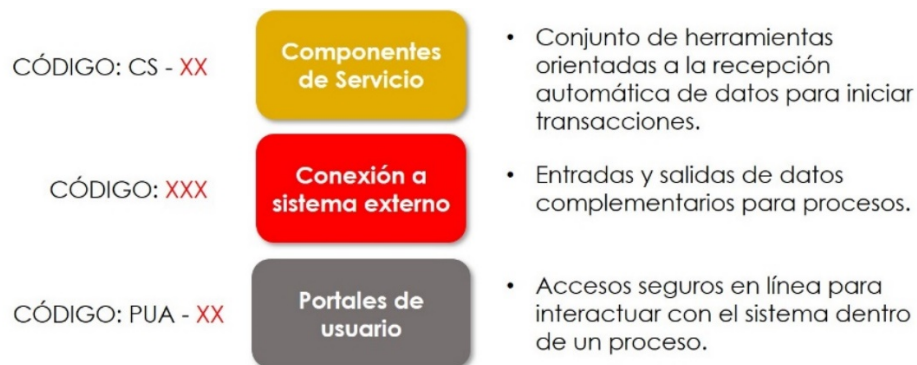 CÓDIGO: CS - XX
Componentes
de Servicio
• Conjunto de herramientas
orientadas a la recepción
automática de datos para iniciar
transacciones.
CÓDIGO: XXX
Conexión a
sistema externo
• Entradas y salidas de datos
complementarios para procesos.
CÓDIGO: PUA - XX
Portales de
usuario
• Accesos seguros en línea para
interactuar con el sistema dentro
de un proceso.